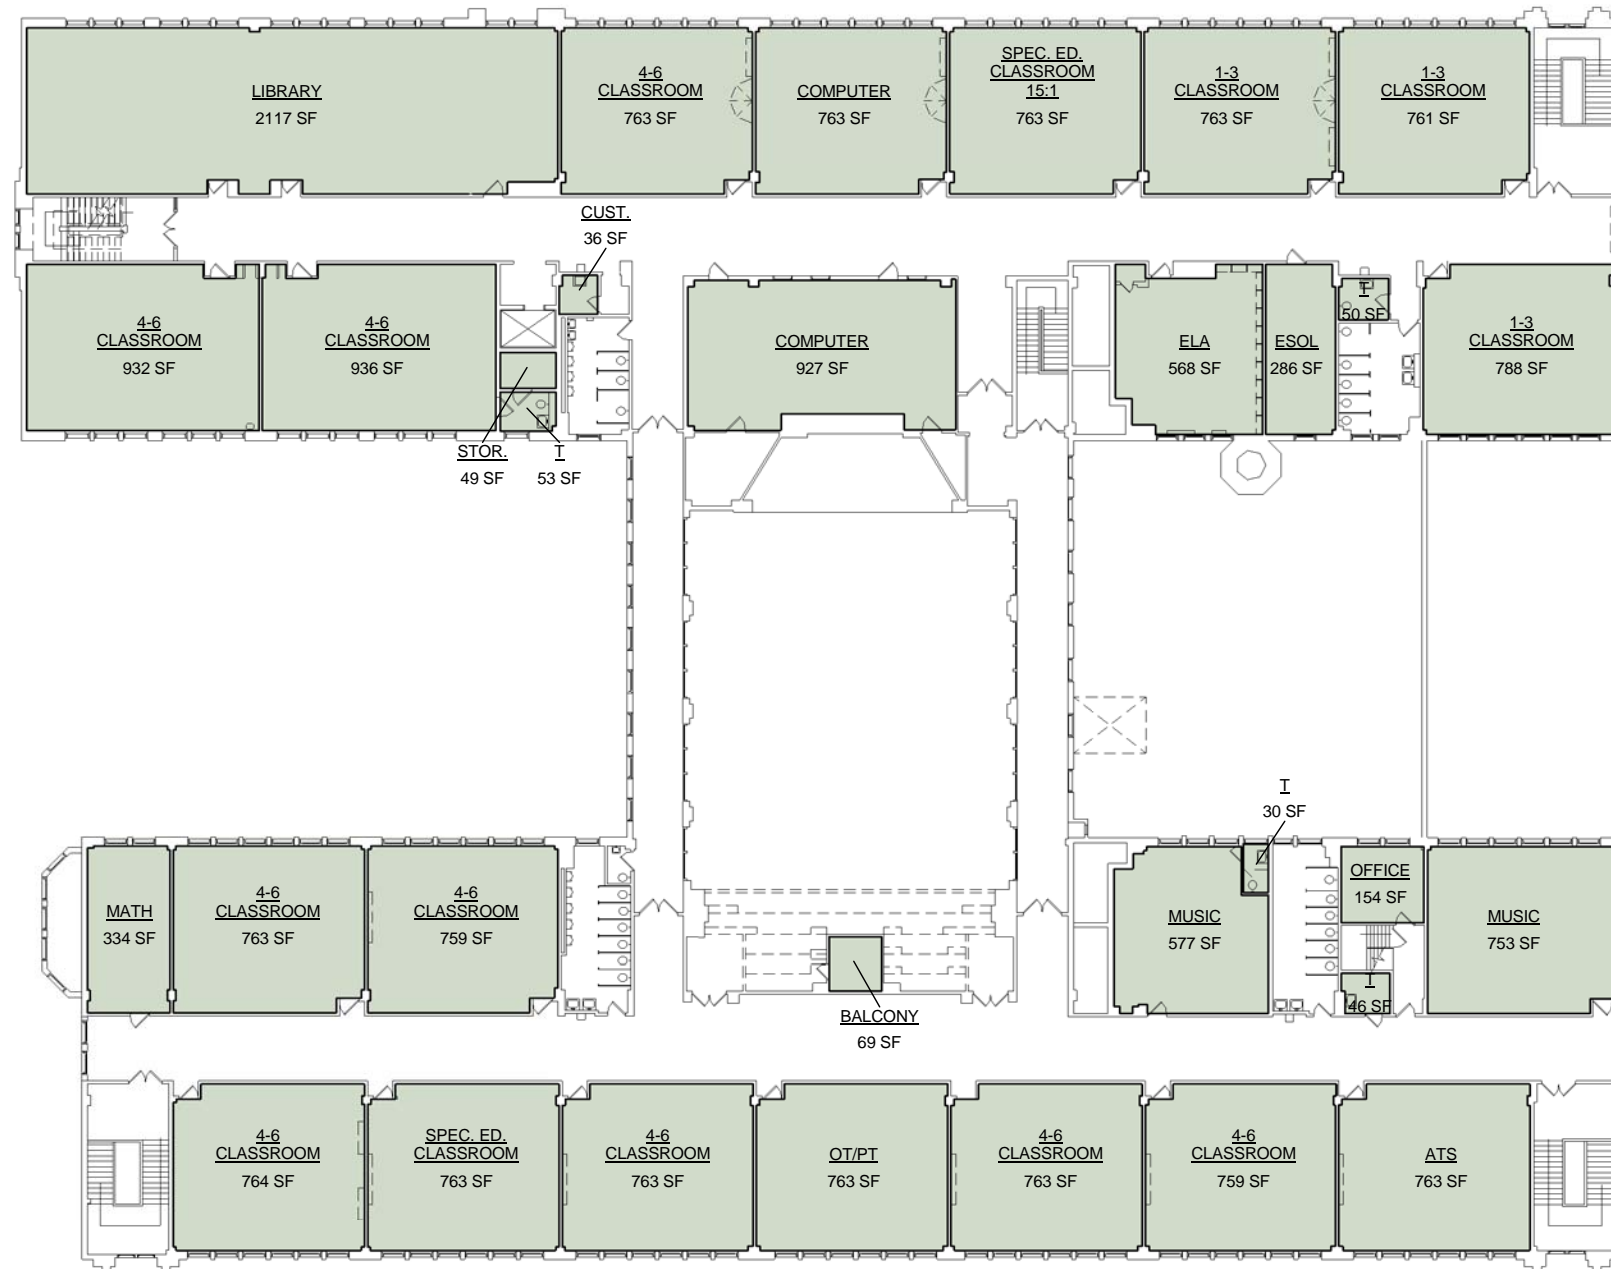 LIBRARY
2117 SF
4-6
CLASSROOM
763 SF
COMPUTER
763 SF
SPEC. ED.
CLASSROOM
15:1
763 SF
1-3
CLASSROOM
763 SF
1-3
CLASSROOM
761 SF
CUST.
36 SF
4-6
CLASSROOM
932 SF
4-6
CLASSROOM
936 SF
COMPUTER
927 SF
ELA
568 SF
ESOL
286 SF
T
50 SF
1-3
CLASSROOM
788 SF
STOR.
49 SF
T
53 SF
T
30 SF
MATH
334 SF
4-6
CLASSROOM
763 SF
4-6
CLASSROOM
759 SF
MUSIC
577 SF
OFFICE
154 SF
MUSIC
753 SF
T
46 SF
BALCONY
69 SF
4-6
CLASSROOM
764 SF
SPEC. ED.
CLASSROOM
763 SF
4-6
CLASSROOM
763 SF
OT/PT
763 SF
4-6
CLASSROOM
763 SF
4-6
CLASSROOM
759 SF
ATS
763 SF